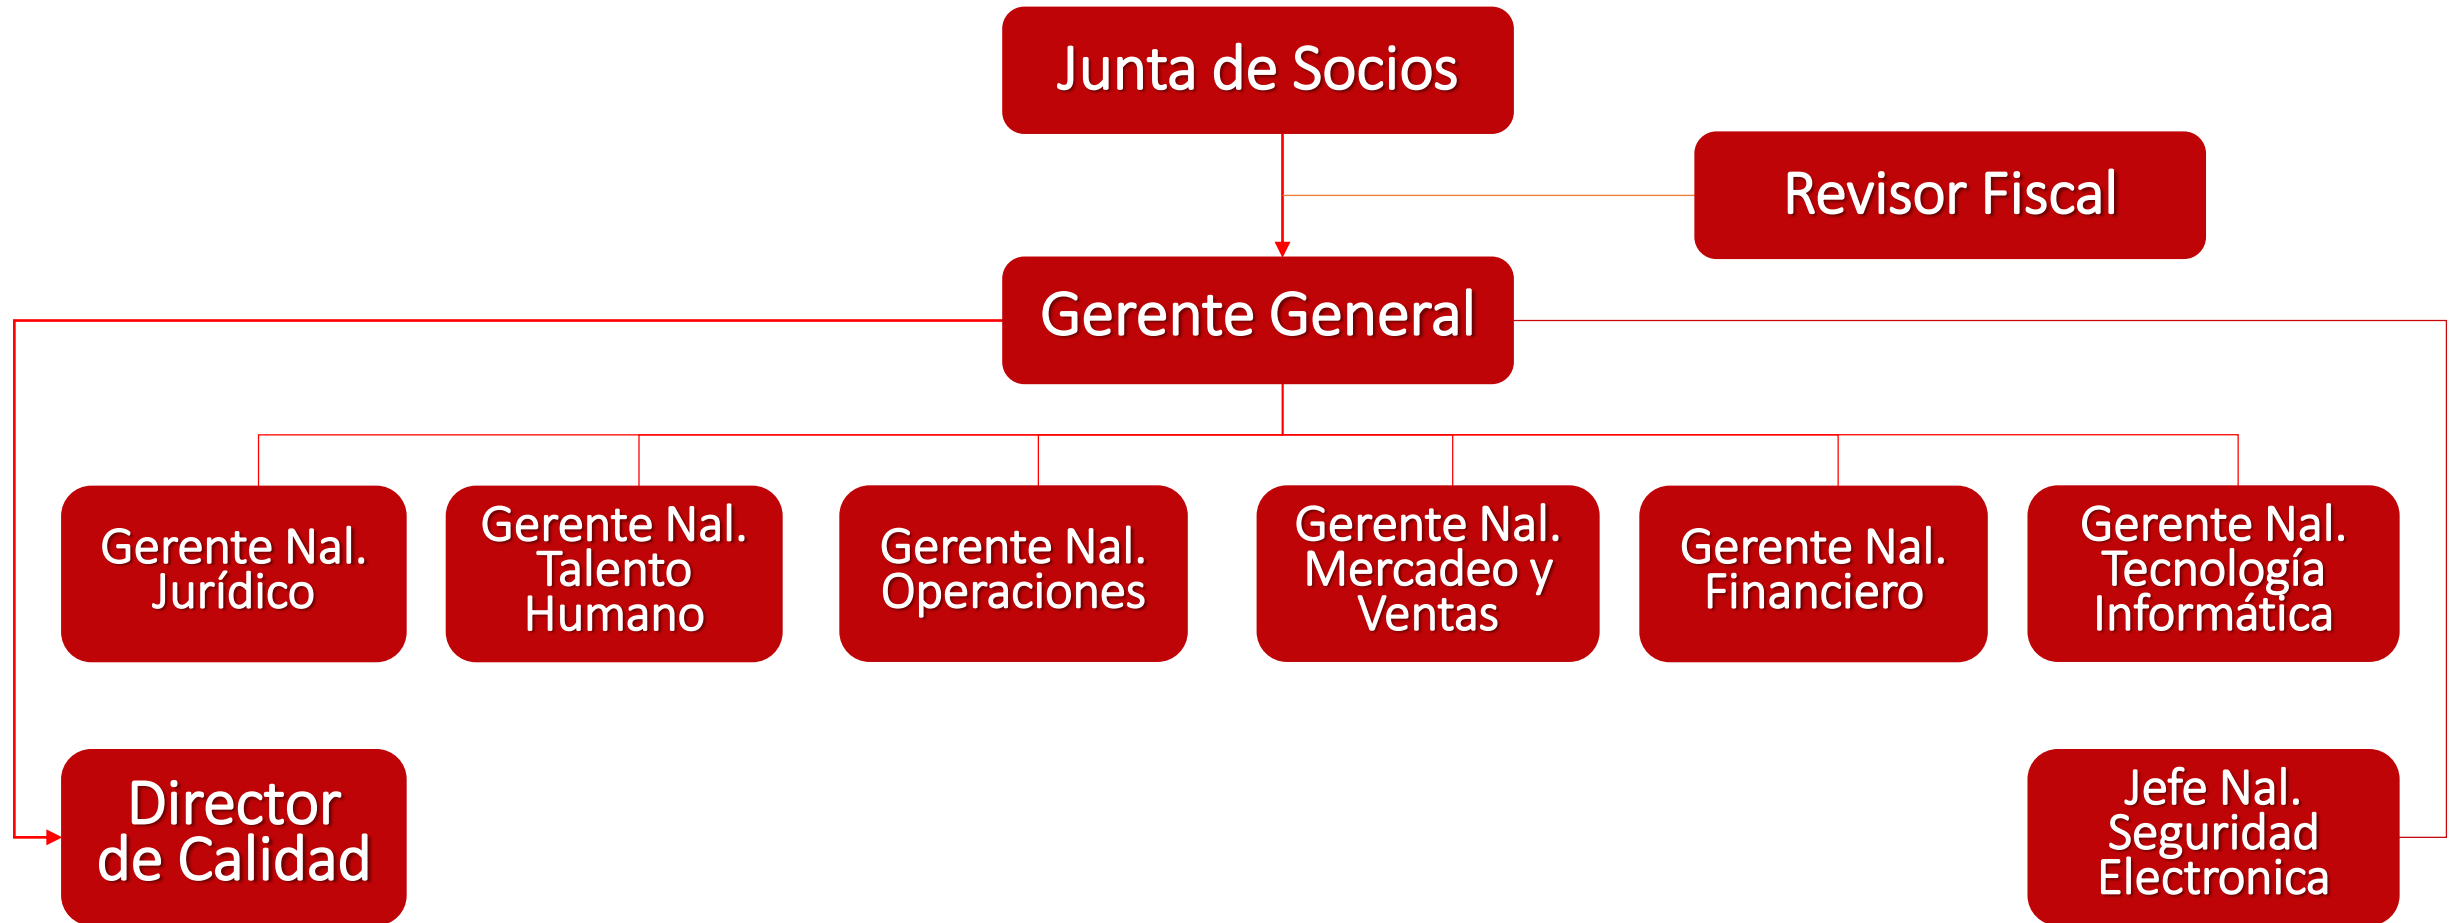 Junta de Socios
Revisor Fiscal
Gerente General
Gerente Nal.
Jurídico
Gerente Nal.
Talento
Humano
Gerente Nal.
Operaciones
Gerente Nal.
Mercadeo y
Ventas
Gerente Nal.
Financiero
Gerente Nal.
Tecnología
Informática
Director
de Calidad
Jefe Nal.
Seguridad
Electronica